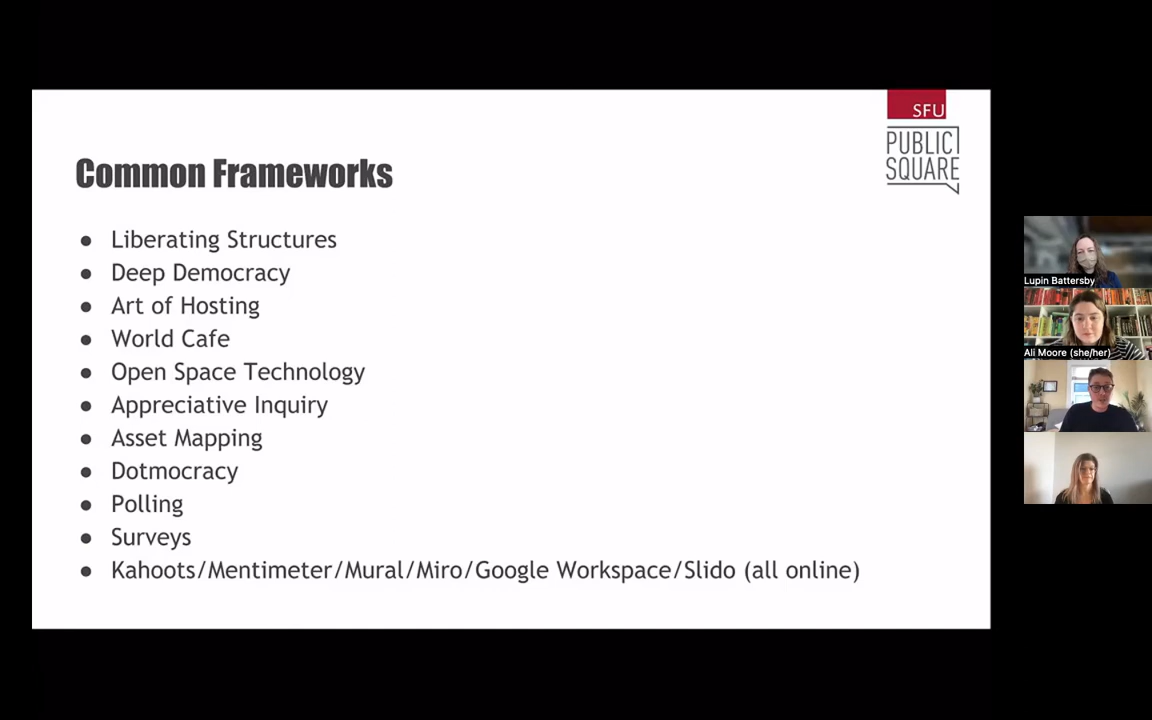 SFU
PUBLIC
SQUARE
Common Frameworks
● Liberating Structures
● Deep Democracy
● Art of Hosting
● World Cafe
● Open Space Technology
● Appreciative Inquiry
● Asset Mapping
● Dotmocracy
● Polling
● Surveys
● Kahoots/Mentimeter/Mural/Miro/Google Workspace/Slido (all online)
Lupin Battersby
Ali Moore (she/her)